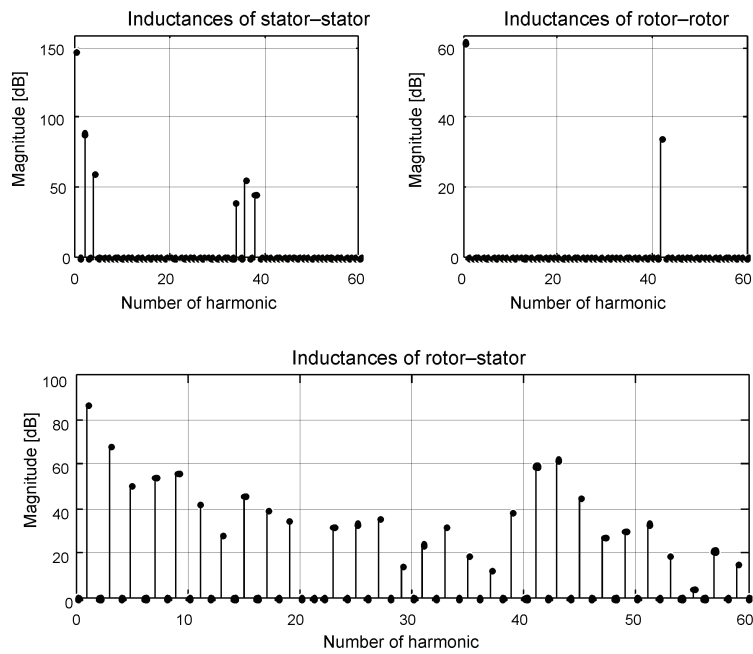 Inductances of stator–stator
Magnitude [dB]
150
100
50
0
0 20 40 60
Number of harmonic
Inductances of rotor–rotor
Magnitude [dB]
60
40
20
0
0 20 40 60
Number of harmonic
Inductances of rotor–stator
Magnitude [dB]
100
80
60
40
20
0
0 10 20 30 40 50 60
Number of harmonic